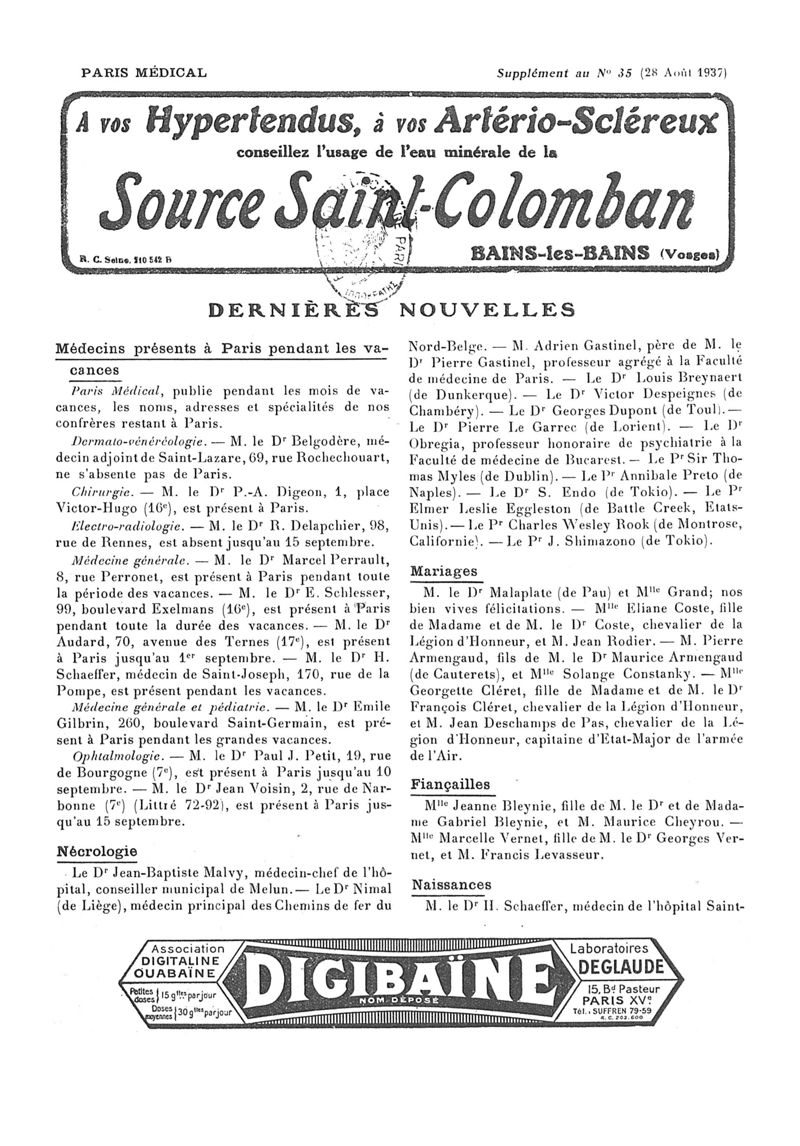 PARIS MÉDICAL
Supplément au N° 35 (28 Août 1937)
A vos Hypertendus, à vos Artério-Scléreux
conseillez l'usage de l'eau minérale de la
Source Saint-Colomban
R. C. Seine. 210 542 B
BAINS-les-BAINS (Vosges)
DERNIÈRES NOUVELLES
Médecins présents à Paris pendant les va-
cances
Paris Médical, publie pendant les mois de va-
cances, les noms, adresses et spécialités de nos
confrères restant à Paris.
Dermato-vénéréologie. — M. le Dr Belgodère, mé-
decin adjoint de Saint-Lazare, 69, rue Rochechouart,
ne s'absente pas de Paris.
Chirurgie. — M. le Dr P.-A. Digeon, 1, place
Victor-Hugo (16e), est présent à Paris.
Electro-radiologie. — M. le Dr R. Delapchier, 98,
rue de Rennes, est absent jusqu'au 15 septembre.
Médecine générale. — M. le Dr Marcel Perrault,
8, rue Perronet, est présent à Paris pendant toute
la période des vacances. — M. le Dr E. Schlesser,
99, boulevard Exelmans (16e), est présent à Paris
pendant toute la durée des vacances. — M. le Dr
Audard, 70, avenue des Ternes (17e), est présent
à Paris jusqu'au 1er septembre. — M. le Dr H.
Schaeffer, médecin de Saint-Joseph, 170, rue de la
Pompe, est présent pendant les vacances.
Médecine générale et pédiatrie. — M. le Dr Emile
Gilbrin, 260, boulevard Saint-Germain, est pré-
sent à Paris pendant les grandes vacances.
Ophtalmologie. — M. le Dr Paul J. Petit, 19, rue
de Bourgogne (7e), est présent à Paris jusqu'au 10
septembre. — M. le Dr Jean Voisin, 2, rue de Nar-
bonne (7e) (Littré 72-92), est présent à Paris jus-
qu'au 15 septembre.
Nécrologie
Le Dr Jean-Baptiste Malvy, médecin-chef de l'hô-
pital, conseiller municipal de Melun. — Le Dr Nimal
(de Liège), médecin principal des Chemins de fer du
Nord-Belge. — M. Adrien Gastinel, père de M. le
Dr Pierre Gastinel, professeur agrégé à la Faculté
de médecine de Paris. — Le Dr Louis Breynaert
(de Dunkerque). — Le Dr Victor Despeignes (de
Chambéry). — Le Dr Georges Dupont (de Toul). —
Le Dr Pierre Le Garrec (de Lorient). — Le Dr
Obregia, professeur honoraire de psychiatrie à la
Faculté de médecine de Bucarest. — Le Pr Sir Tho-
mas Myles (de Dublin). — Le Pr Annibale Preto (de
Naples). — Le Dr S. Endo (de Tokio). — Le Pr
Elmer Leslie Eggleston (de Battle Creek, Etats-
Unis). — Le Pr Charles Wesley Rook (de Montrose,
Californie). — Le Pr J. Shimazono (de Tokio).
Mariages
M. le Dr Malaplate (de Pau) et Mlle Grand; nos
bien vives félicitations. — Mlle Eliane Coste, fille
de Madame et de M. le Dr Coste, chevalier de la
Légion d'Honneur, et M. Jean Rodier. — M. Pierre
Armengaud, fils de M. le Dr Maurice Armengaud
(de Cauterets), et Mlle Solange Constanky. — Mlle
Georgette Cléret, fille de Madame et de M. le Dr
François Cléret, chevalier de la Légion d'Honneur,
et M. Jean Deschamps de Pas, chevalier de la Lé-
gion d'Honneur, capitaine d'Etat-Major de l'armée
de l'Air.
Fiançailles
Mlle Jeanne Bleynie, fille de M. le Dr et de Mada-
me Gabriel Bleynie, et M. Maurice Cheyrou. —
Mlle Marcelle Vernet, fille de M. le Dr Georges Ver-
net, et M. Francis Levasseur.
Naissances
M. le Dr H. Schaeffer, médecin de l'hôpital Saint-
Association
DIGITALINE
OUABAÏNE
Petites doses } 15 gttes par jour
Doses moyennes } 30 gttes par jour
DIGIBAÏNE
NOM DÉPOSÉ
Laboratoires
DEGLAUDE
15, Bd Pasteur
PARIS XVe
Tél.: SUFFREN 79-59
R. C. 202.600